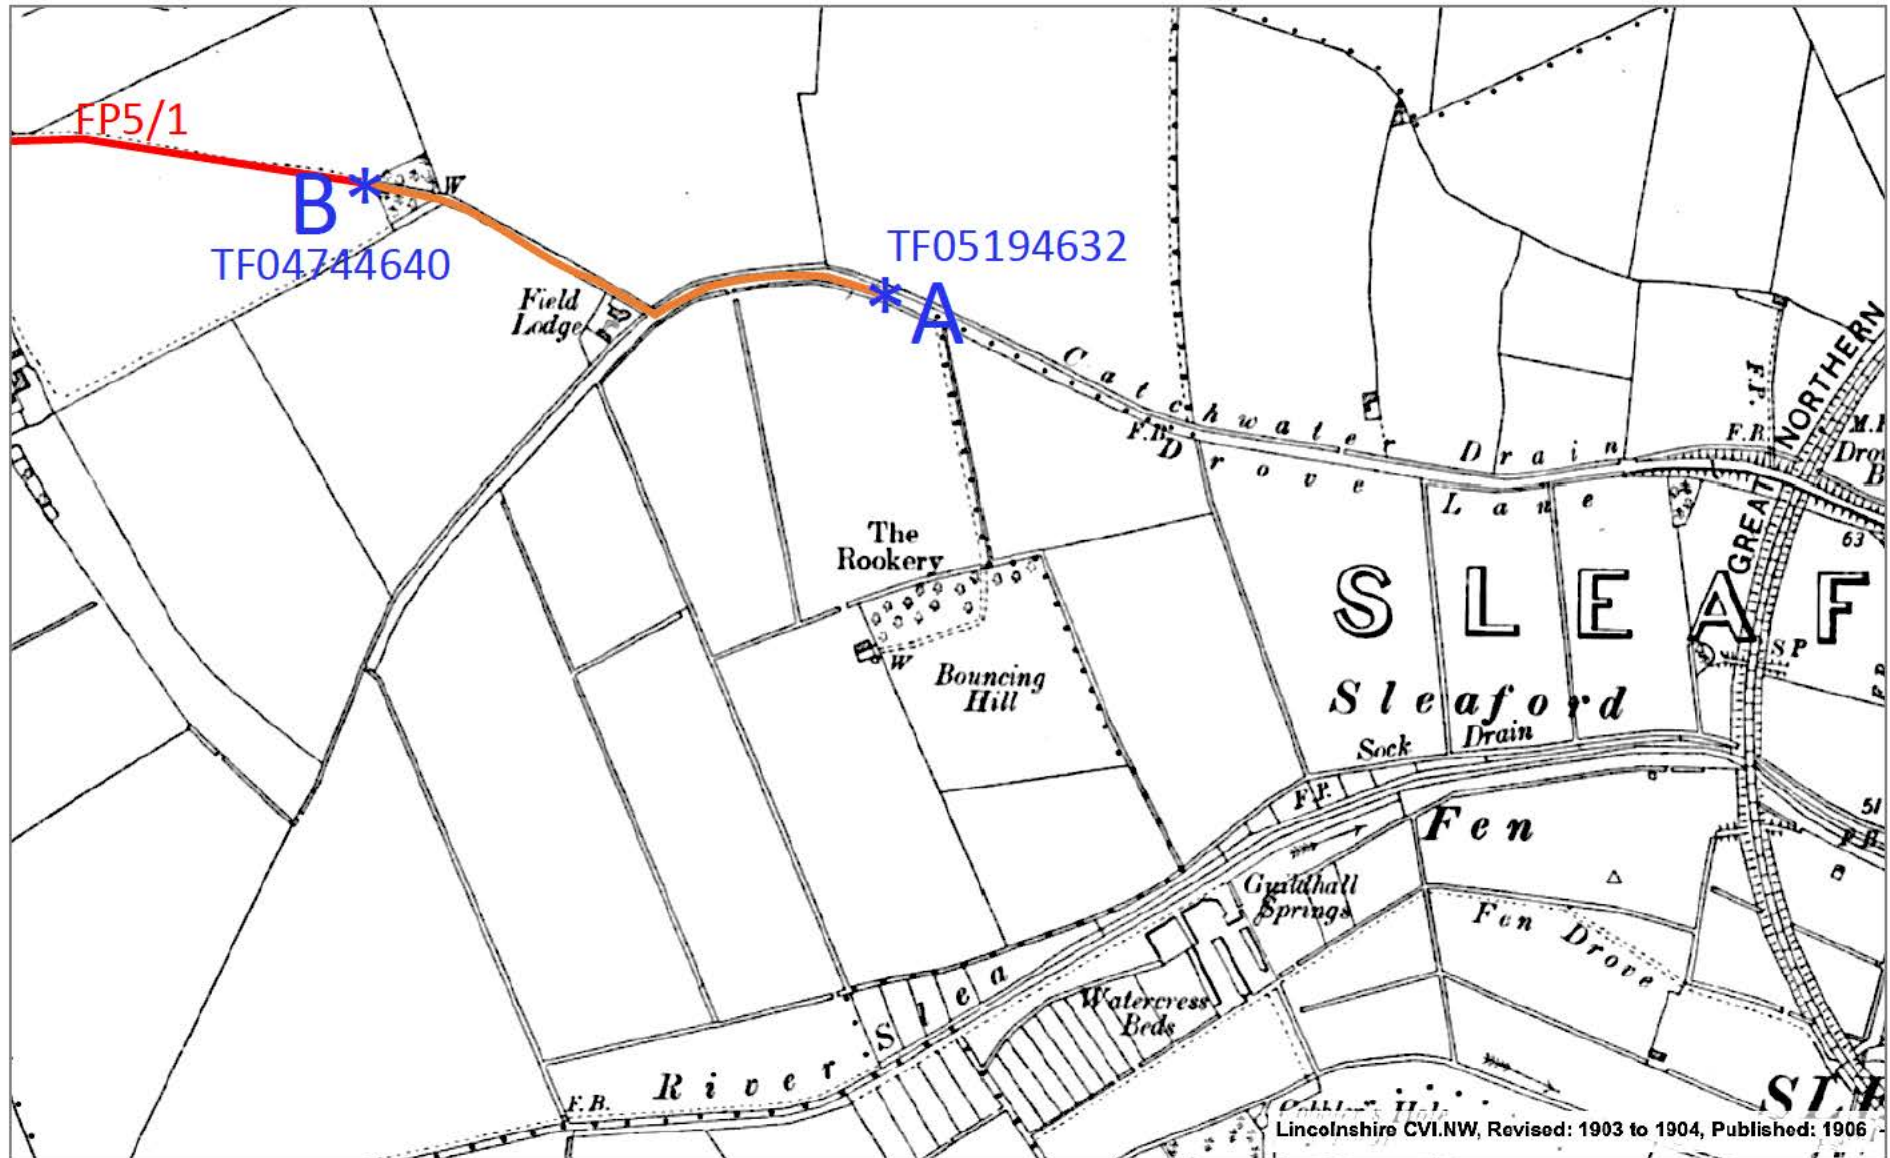 FP5/1
B*
W
TF04744640
TF05194632
*A
Field
Lodge
Catchwater Drain
F.B.
Drove Lane
F.P.
F.B.
GREAT NORTHERN
63
The
Rookery
W
Bouncing
Hill
SLEAF
S P
Sleaford
Fen
Sock Drain
F.P.
51
Guildhall
Springs
Fen Drove
Watercress
Beds
River Slea
F.B.
Lincolnshire CVI.NW, Revised: 1903 to 1904, Published: 1906